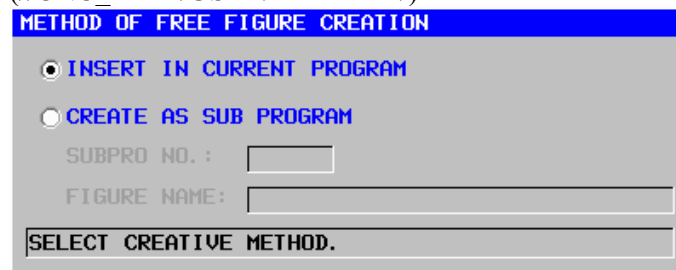 METHOD OF FREE FIGURE CREATION
INSERT IN CURRENT PROGRAM
CREATE AS SUB PROGRAM
SUBPRO NO.:
FIGURE NAME:
SELECT CREATIVE METHOD.